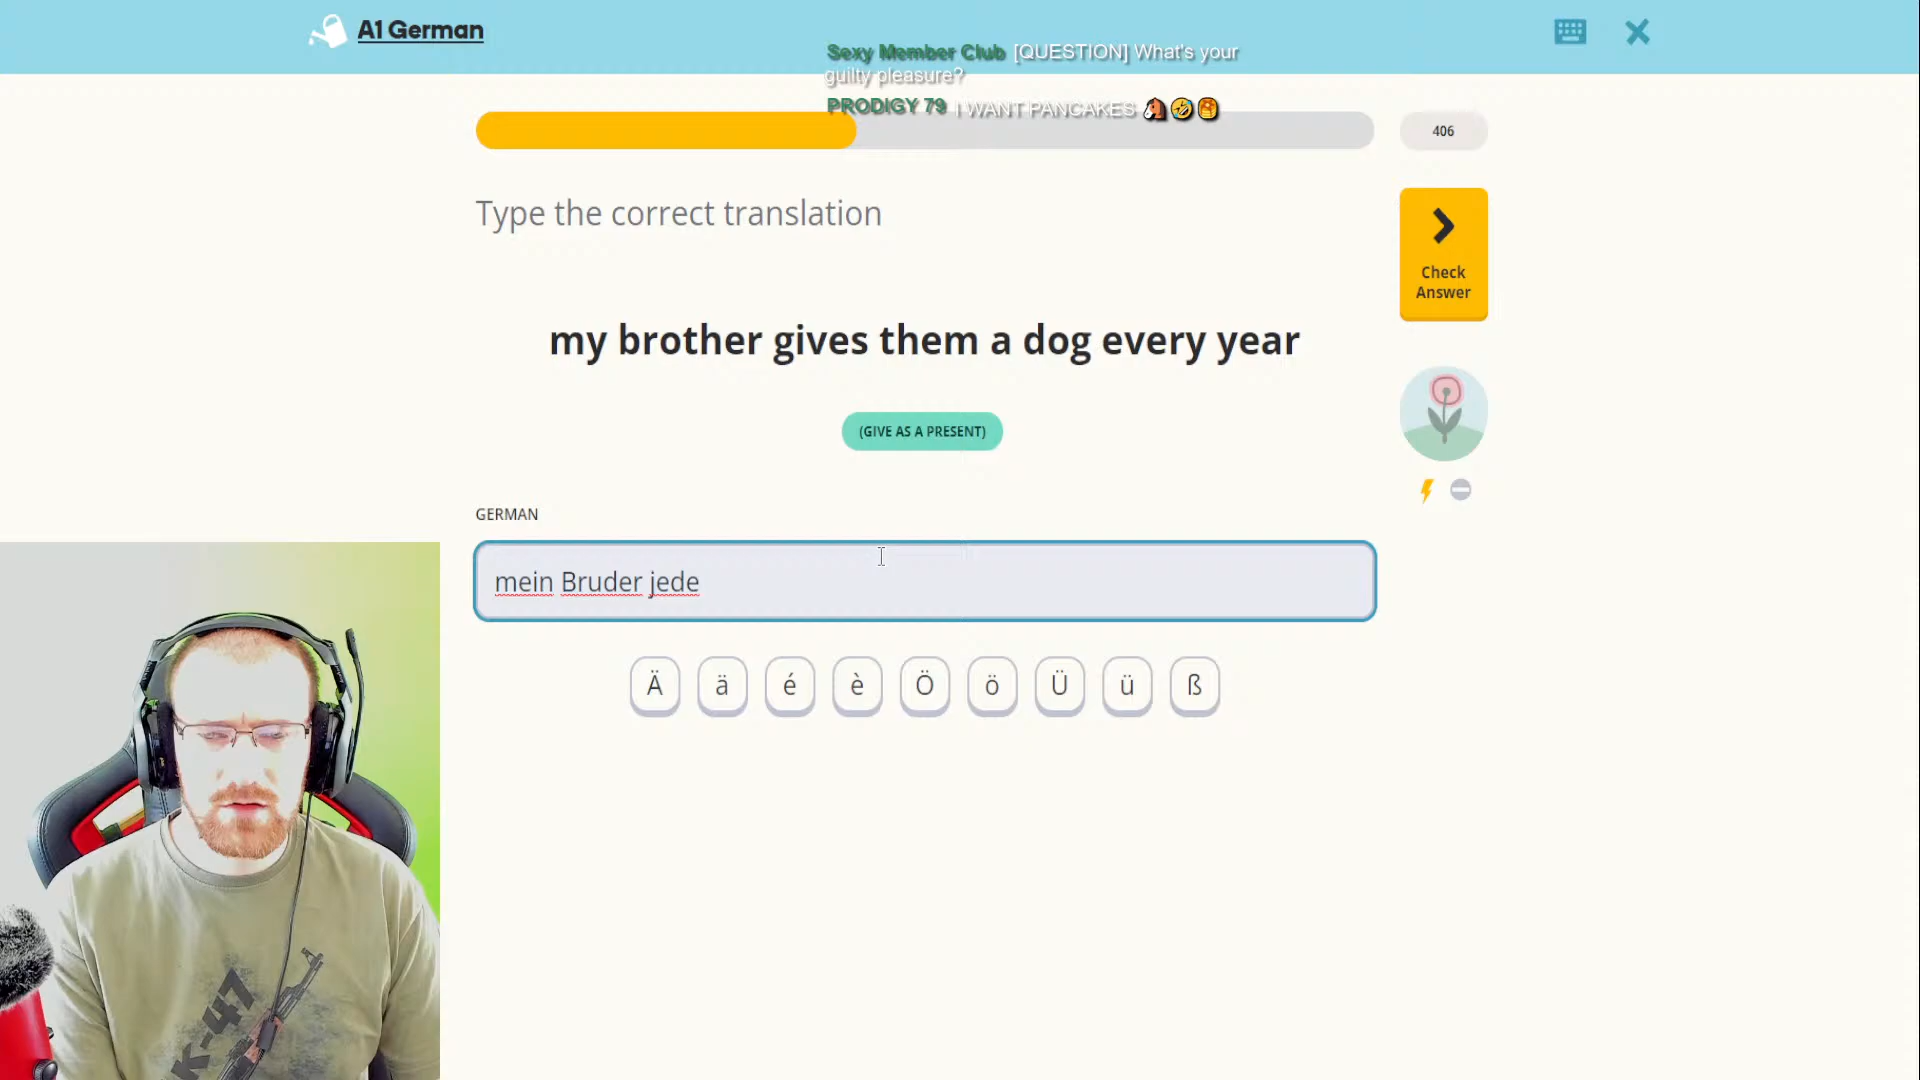 A1 German
Sexy Member Club [QUESTION] What's your
guilty pleasure?
PRODIGY 79 I WANT PANCAKES
406
Type the correct translation
Check
Answer
my brother gives them a dog every year
(GIVE AS A PRESENT)
GERMAN
mein Bruder jede
Ä ä é è Ö ö Ü ü ß
K-47